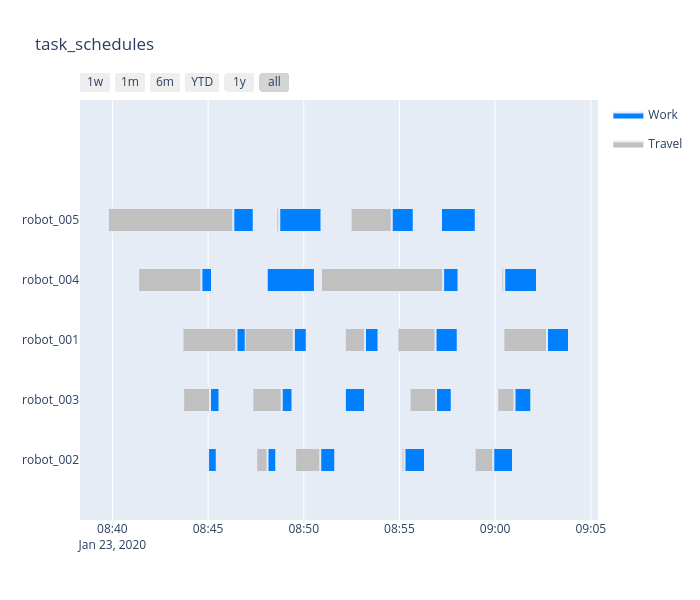 task_schedules
1w 1m 6m YTD 1y all
Work
Travel
robot_005
robot_004
robot_001
robot_003
robot_002
08:40 08:45 08:50 08:55 09:00 09:05
Jan 23, 2020